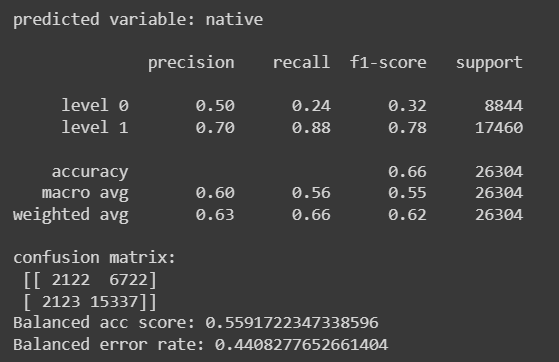 predicted variable: native
precision recall f1-score support
level 0 0.50 0.24 0.32 8844
level 1 0.70 0.88 0.78 17460
accuracy 0.66 26304
macro avg 0.60 0.56 0.55 26304
weighted avg 0.63 0.66 0.62 26304
confusion matrix:
[[ 2122 6722]
[ 2123 15337]]
Balanced acc score: 0.5591722347338596
Balanced error rate: 0.4408277652661404